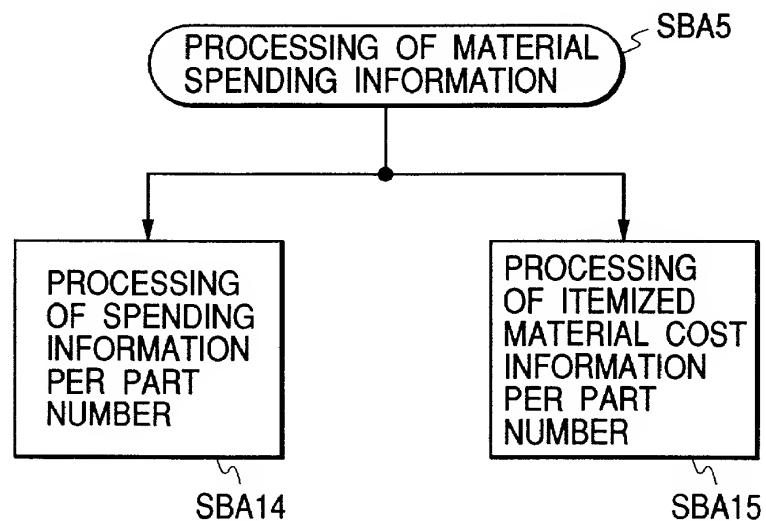 SBA5
PROCESSING OF MATERIAL
SPENDING INFORMATION
PROCESSING
OF SPENDING
INFORMATION
PER PART
NUMBER
SBA14
PROCESSING
OF ITEMIZED
MATERIAL COST
INFORMATION
PER PART
NUMBER
SBA15